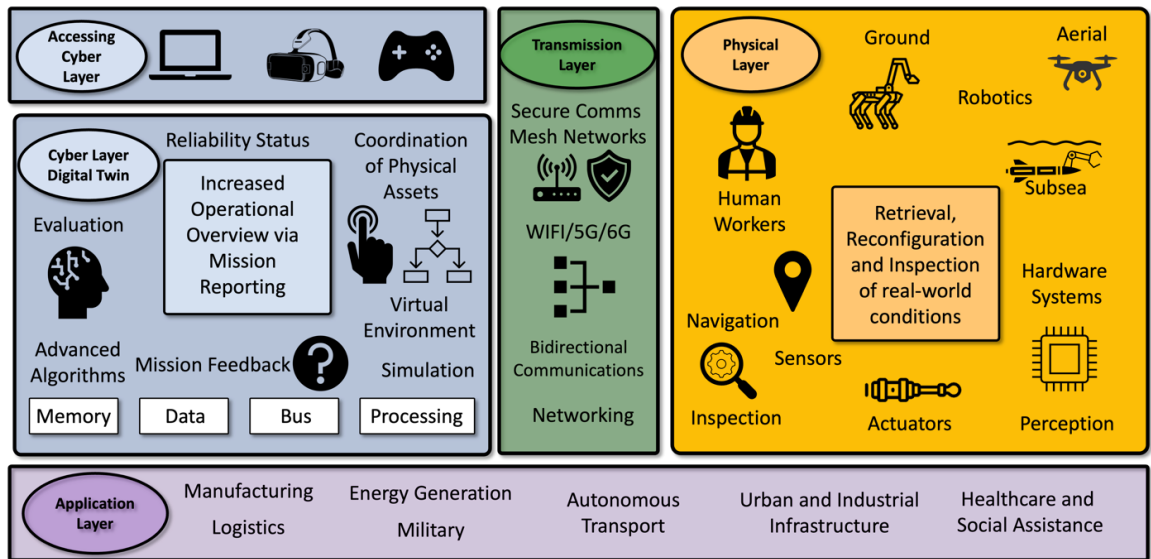 Accessing
Cyber
Layer
Cyber Layer
Digital Twin
Reliability Status
Increased
Operational
Overview via
Mission
Reporting
Coordination
of Physical
Assets
Evaluation
Virtual
Environment
Advanced
Algorithms
Mission Feedback
?
Simulation
Memory
Data
Bus
Processing
Transmission
Layer
Secure Comms
Mesh Networks
WIFI/5G/6G
Bidirectional
Communications
Networking
Physical
Layer
Ground
Aerial
Robotics
Human
Workers
Subsea
Retrieval,
Reconfiguration
and Inspection
of real-world
conditions
Hardware
Systems
Navigation
Sensors
Inspection
Actuators
Perception
Application
Layer
Manufacturing
Logistics
Energy Generation
Military
Autonomous
Transport
Urban and Industrial
Infrastructure
Healthcare and
Social Assistance